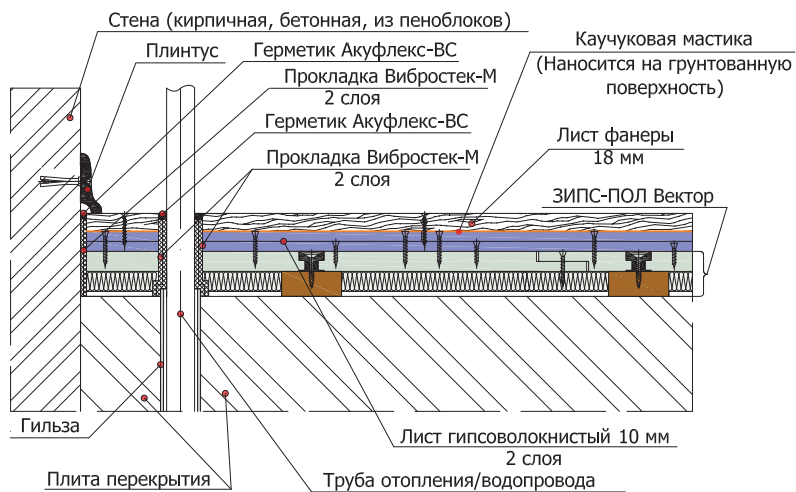 Стена (кирпичная, бетонная, из пеноблоков)
Плинтус
Герметик Акуфлекс-ВС
Прокладка Вибростек-М
2 слоя
Герметик Акуфлекс-ВС
Прокладка Вибростек-М
2 слоя
Каучуковая мастика
(Наносится на грунтованную
поверхность)
Лист фанеры
18 мм
ЗИПС-ПОЛ Вектор
Гильза
Лист гипсоволокнистый 10 мм
2 слоя
Плита перекрытия
Труба отопления/водопровода